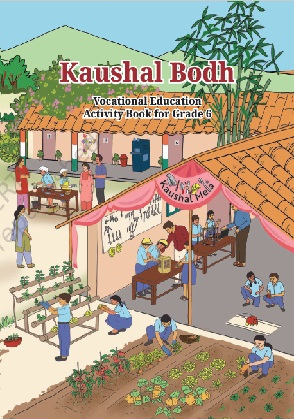 Kaushal Bodh
Vocational Education
Activity Book for Grade 6
Kaushal Mela